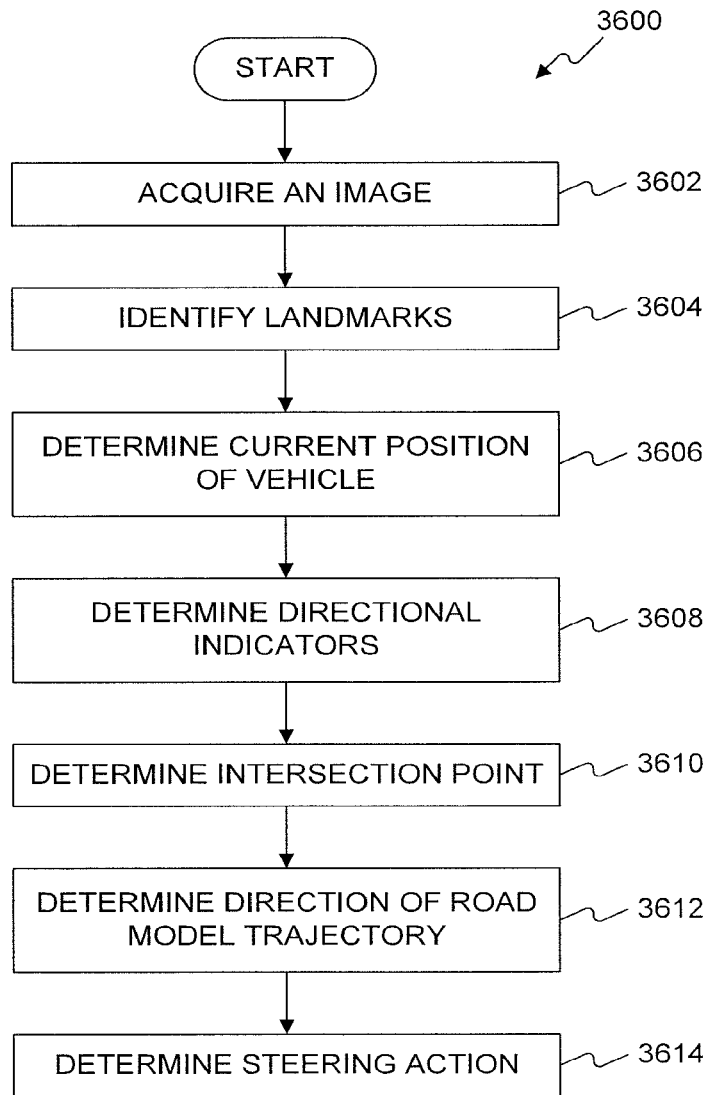 3600
START
ACQUIRE AN IMAGE
3602
IDENTIFY LANDMARKS
3604
DETERMINE CURRENT POSITION
OF VEHICLE
3606
DETERMINE DIRECTIONAL
INDICATORS
3608
DETERMINE INTERSECTION POINT
3610
DETERMINE DIRECTION OF ROAD
MODEL TRAJECTORY
3612
DETERMINE STEERING ACTION
3614